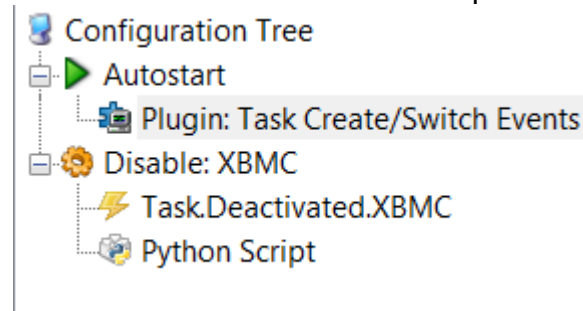 Configuration Tree
Autostart
Plugin: Task Create/Switch Events
Disable: XBMC
Task.Deactivated.XBMC
Python Script